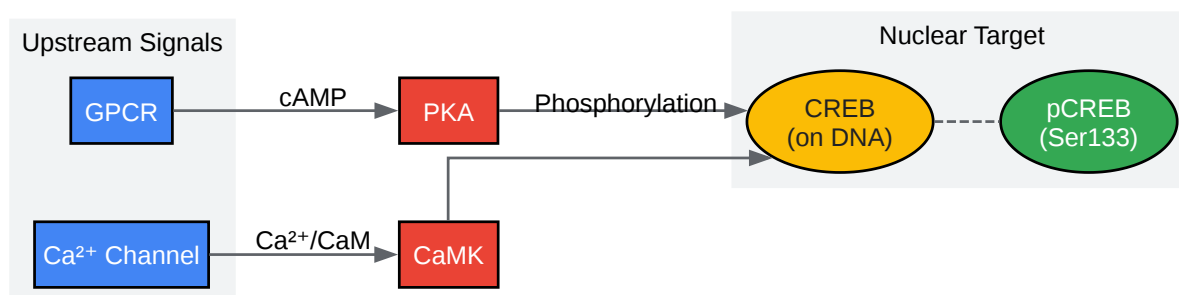 Upstream Signals
Nuclear Target
GPCR
cAMP
PKA
Phosphorylation
CREB
(on DNA)
pCREB
(Ser133)
Ca²⁺ Channel
Ca²⁺/CaM
CaMK